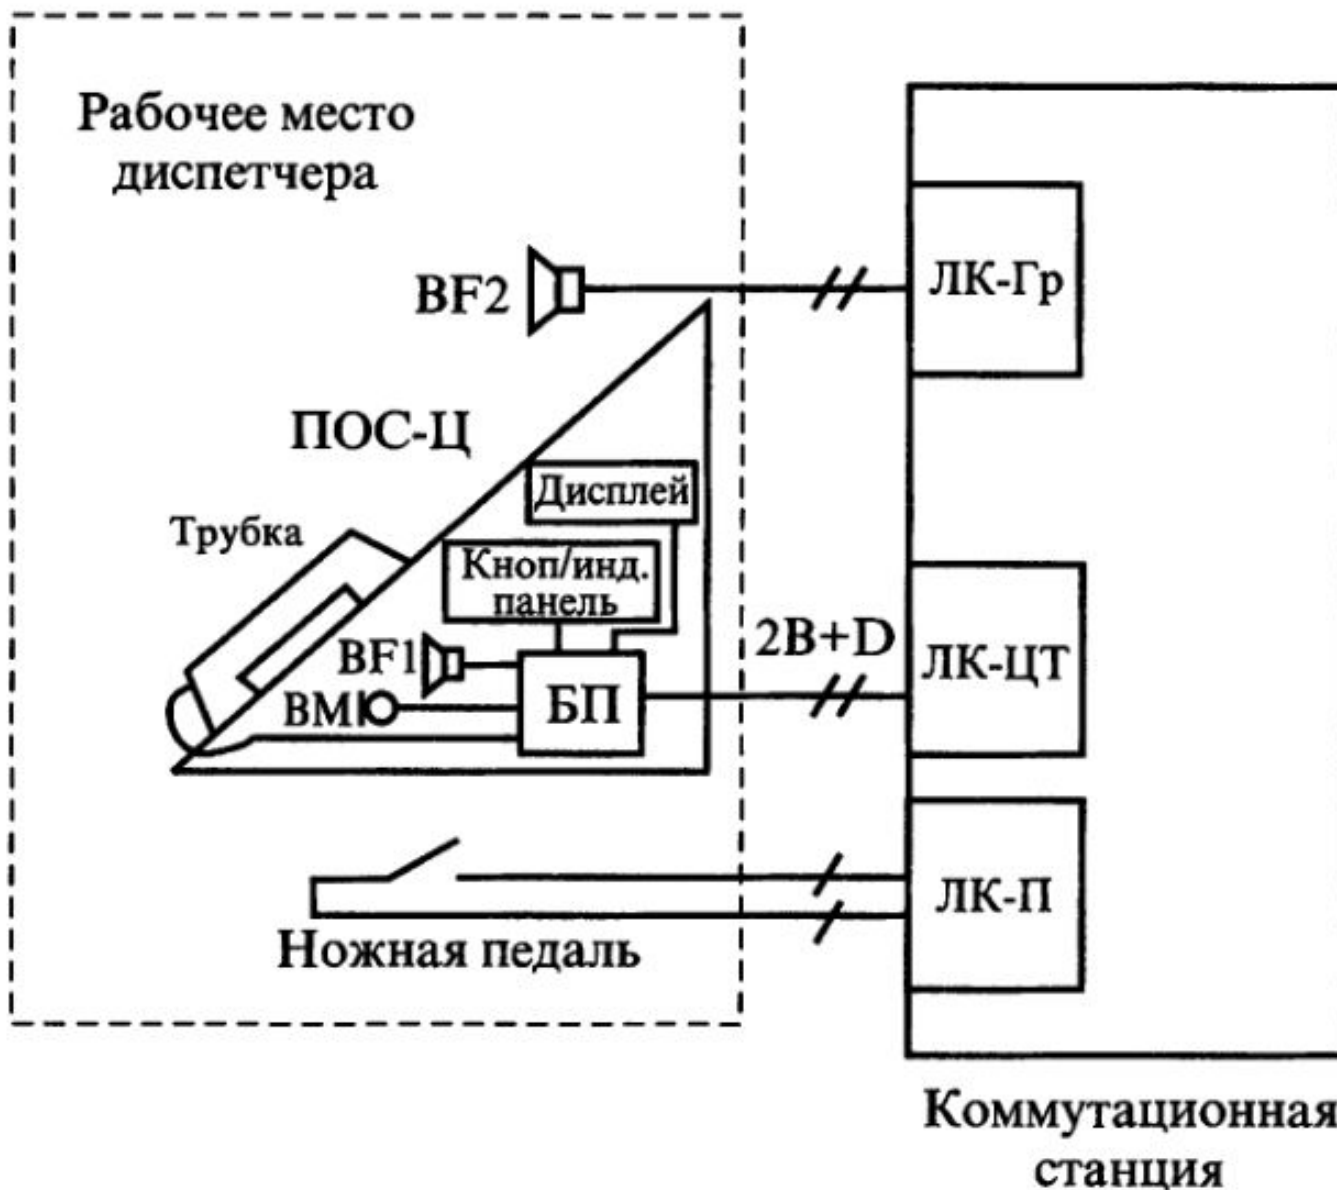 Рабочее место
диспетчера
BF2
ЛК-Гр
ПОС-Ц
Дисплей
Трубка
Кноп/инд.
панель
BF1
2B+D
ЛК-ЦТ
BM
БП
ЛК-П
Ножная педаль
Коммутационная
станция